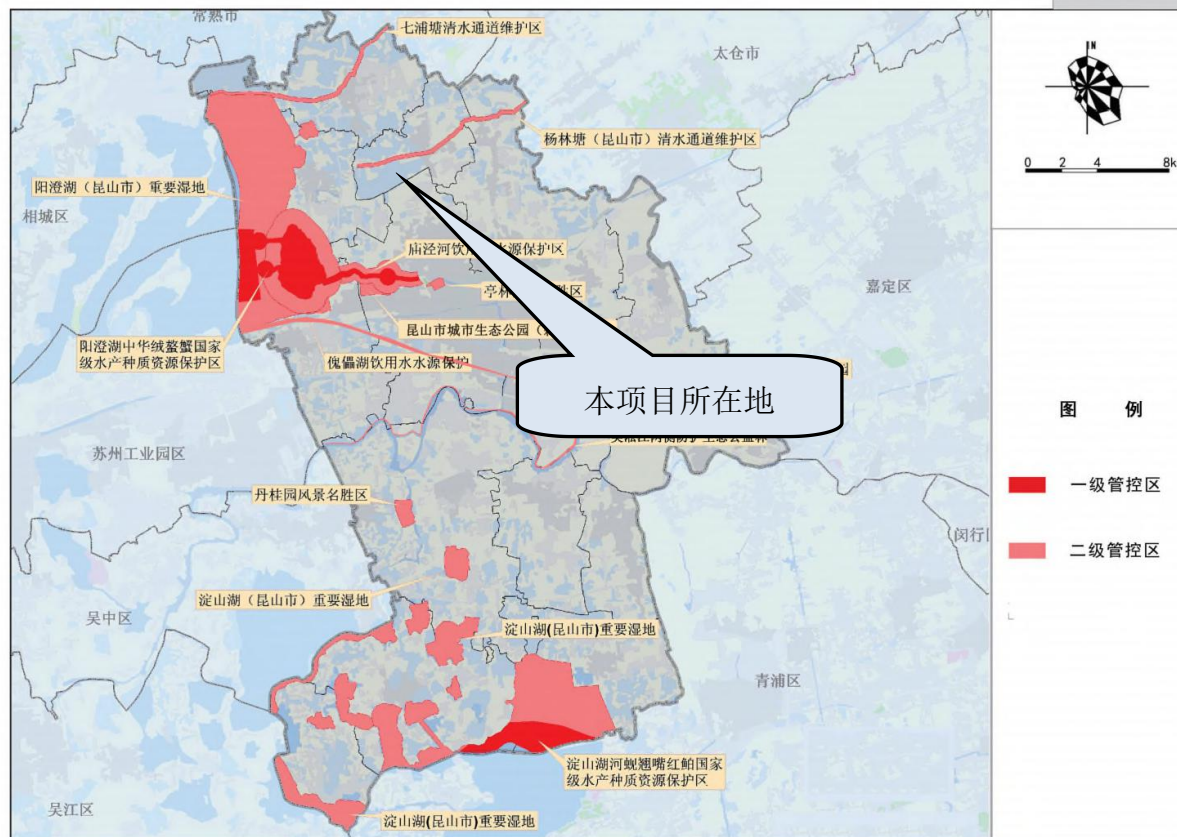 常熟市
七浦塘清水通道维护区
太仓市
N
杨林塘（昆山市）清水通道维护区
0 2 4 8k
阳澄湖（昆山市）重要湿地
相城区
庙泾河饮用
水源保护区
嘉定区
亭林
区
昆山市城市生态公园（
阳澄湖中华绒螯蟹国家
级水产种质资源保护区
傀儡湖饮用水水源保护
本项目所在地
图 例
苏州工业园区
一级管控区
丹桂园风景名胜区
闵行
二级管控区
淀山湖（昆山市）重要湿地
吴中区
淀山湖(昆山市)重要湿地
青浦区
淀山湖河蚬翘嘴红鲌国家
级水产种质资源保护区
吴江区
淀山湖(昆山市)重要湿地